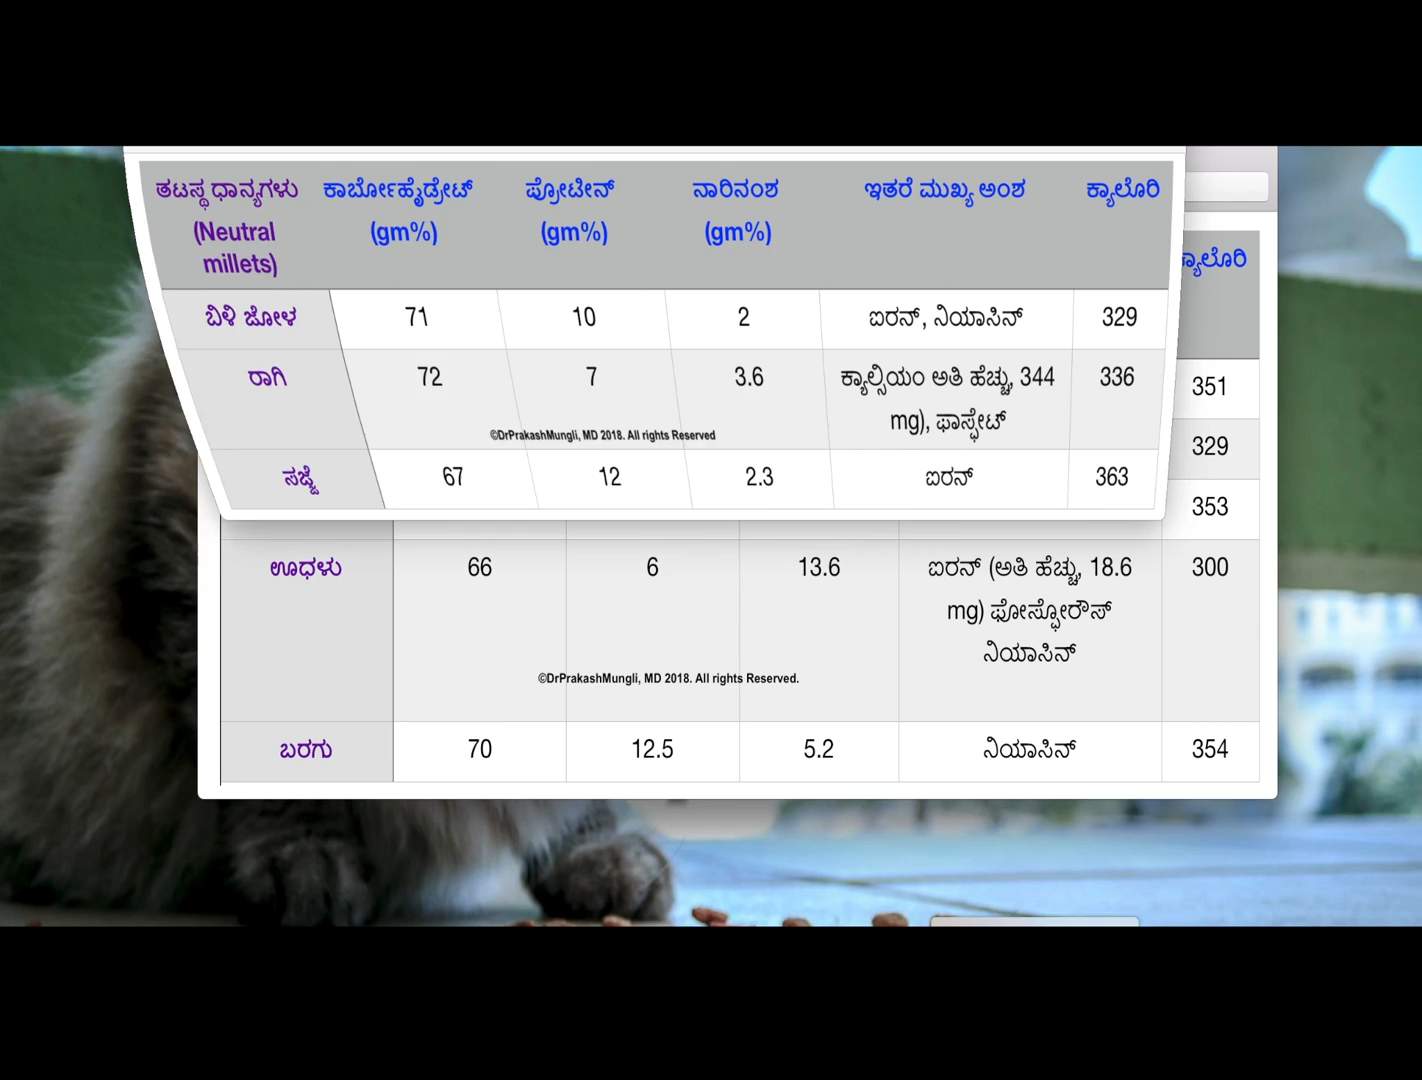 ತಟಸ್ಥ ಧಾನ್ಯಗಳು (Neutral millets) ಕಾರ್ಬೋಹೈಡ್ರೇಟ್ (gm%) ಪ್ರೋಟೀನ್ (gm%) ನಾರಿನಂಶ (gm%) ಇತರೆ ಮುಖ್ಯ ಅಂಶ ಕ್ಯಾಲೊರಿ
ಬಿಳಿ ಜೋಳ 71 10 2 ಐರನ್, ನಿಯಾಸಿನ್ 329
ರಾಗಿ 72 7 3.6 ಕ್ಯಾಲ್ಸಿಯಂ ಅತಿ ಹೆಚ್ಚು, 344 mg), ಫಾಸ್ಫೇಟ್ 336
©DrPrakashMungli, MD 2018. All rights Reserved
ಸಜ್ಜೆ 67 12 2.3 ಐರನ್ 363
351
329
353
ಊಧಳು 66 6 13.6 ಐರನ್ (ಅತಿ ಹೆಚ್ಚು, 18.6 mg) ಫೋಸ್ಫೋರೌಸ್ ನಿಯಾಸಿನ್ 300
©DrPrakashMungli, MD 2018. All rights Reserved.
ಬರಗು 70 12.5 5.2 ನಿಯಾಸಿನ್ 354